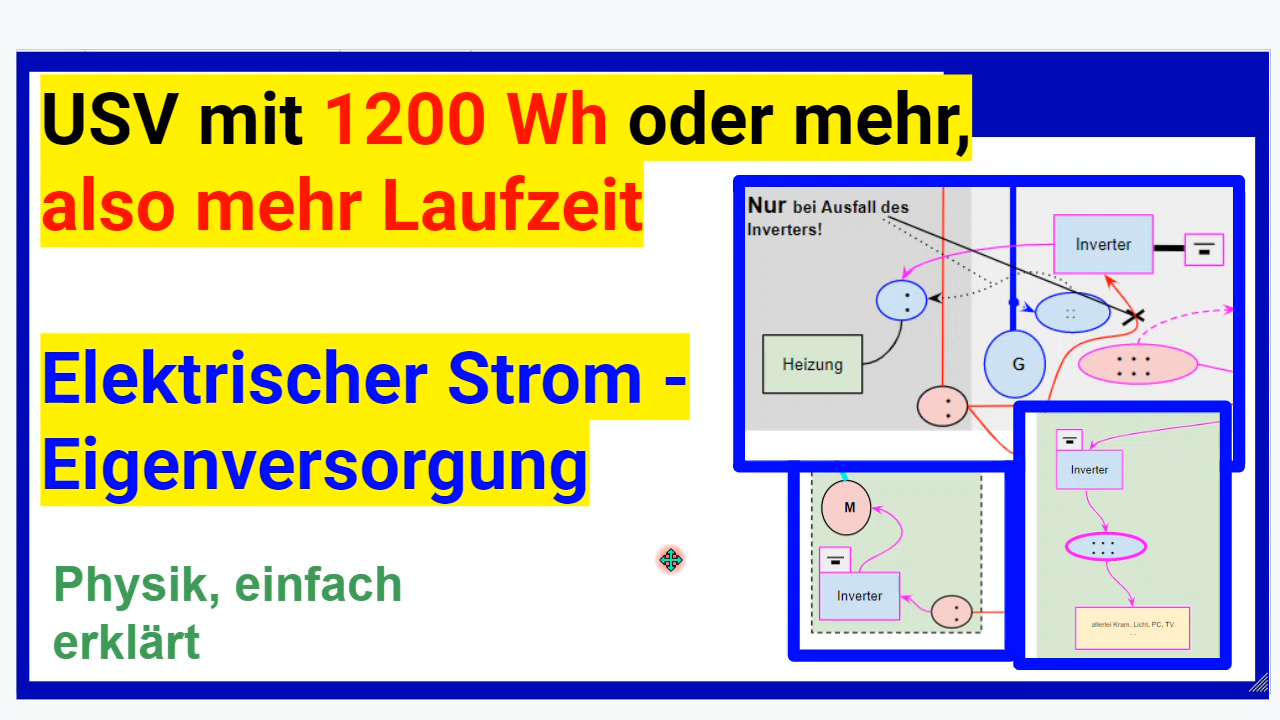 USV mit 1200 Wh oder mehr,
also mehr Laufzeit
Elektrischer Strom -
Eigenversorgung
Physik, einfach
erklärt
Nur bei Ausfall des
Inverters!
Inverter
Heizung
G
M
Inverter
Inverter
allerlei Kram, Licht, PC, TV
...